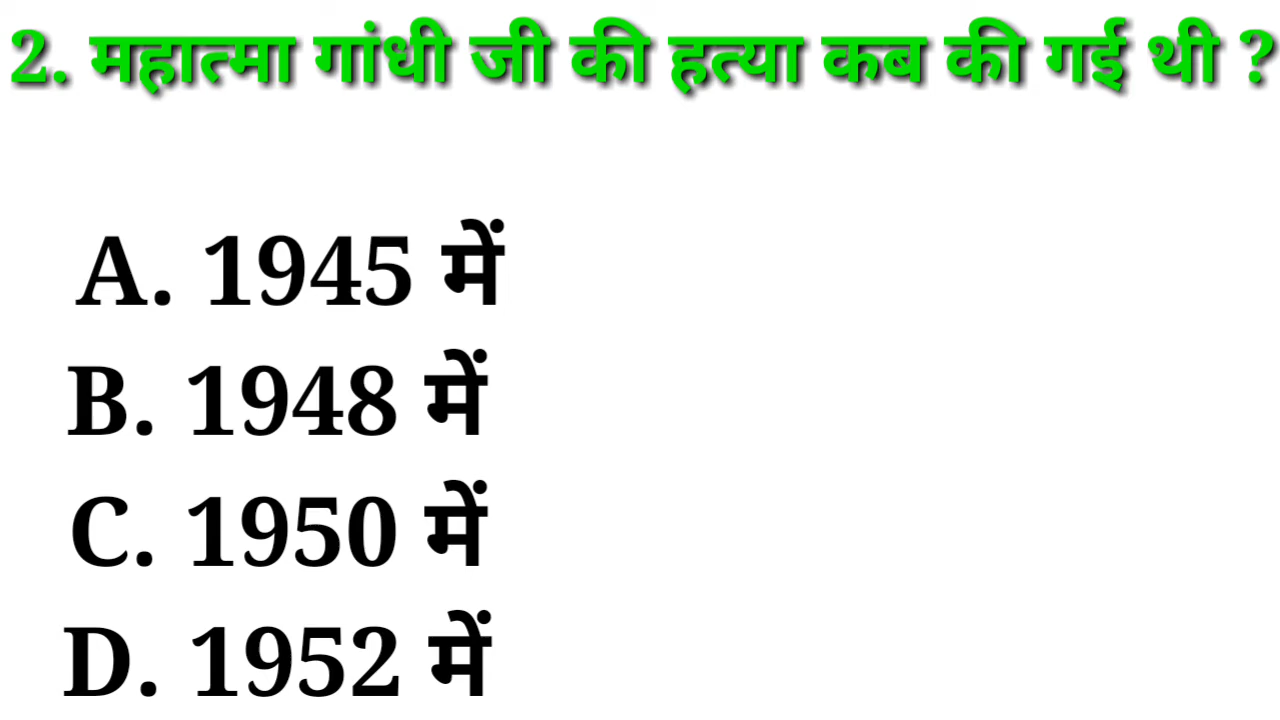 2. महात्मा गांधी जी की हत्या कब की गई थी ?
A. 1945 में
B. 1948 में
C. 1950 में
D. 1952 में